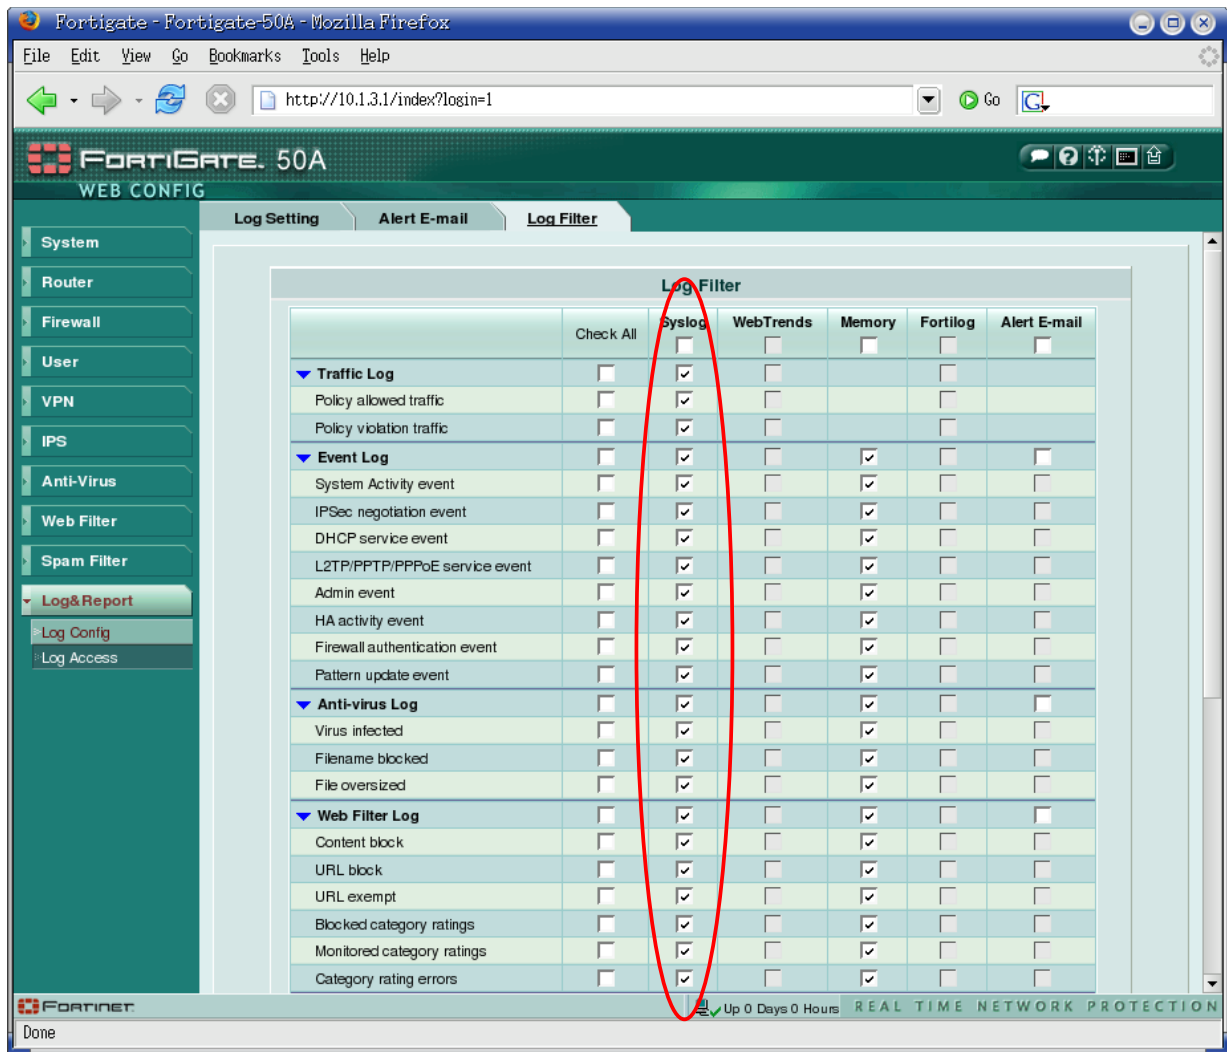 Fortigate - Fortigate-50A - Mozilla Firefox
File Edit View Go Bookmarks Tools Help
http://10.1.3.1/index?login=1 Go G
FORTIGATE. 50A
WEB CONFIG
Log Setting Alert E-mail Log Filter
System
Router
Firewall
User
VPN
IPS
Anti-Virus
Web Filter
Spam Filter
Log&Report
Log Config
Log Access
Log Filter
Check All Syslog WebTrends Memory Fortilog Alert E-mail
Traffic Log
Policy allowed traffic
Policy violation traffic
Event Log
System Activity event
IPSec negotiation event
DHCP service event
L2TP/PPTP/PPPoE service event
Admin event
HA activity event
Firewall authentication event
Pattern update event
Anti-virus Log
Virus infected
Filename blocked
File oversized
Web Filter Log
Content block
URL block
URL exempt
Blocked category ratings
Monitored category ratings
Category rating errors
FORTINET Up 0 Days 0 Hours REAL TIME NETWORK PROTECTION
Done